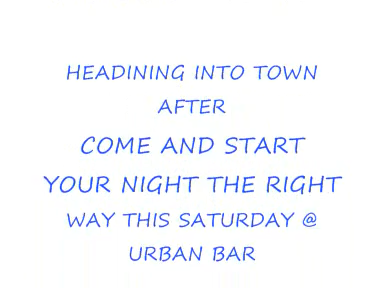 HEADINING INTO TOWN
AFTER
COME AND START
YOUR NIGHT THE RIGHT
WAY THIS SATURDAY @
URBAN BAR